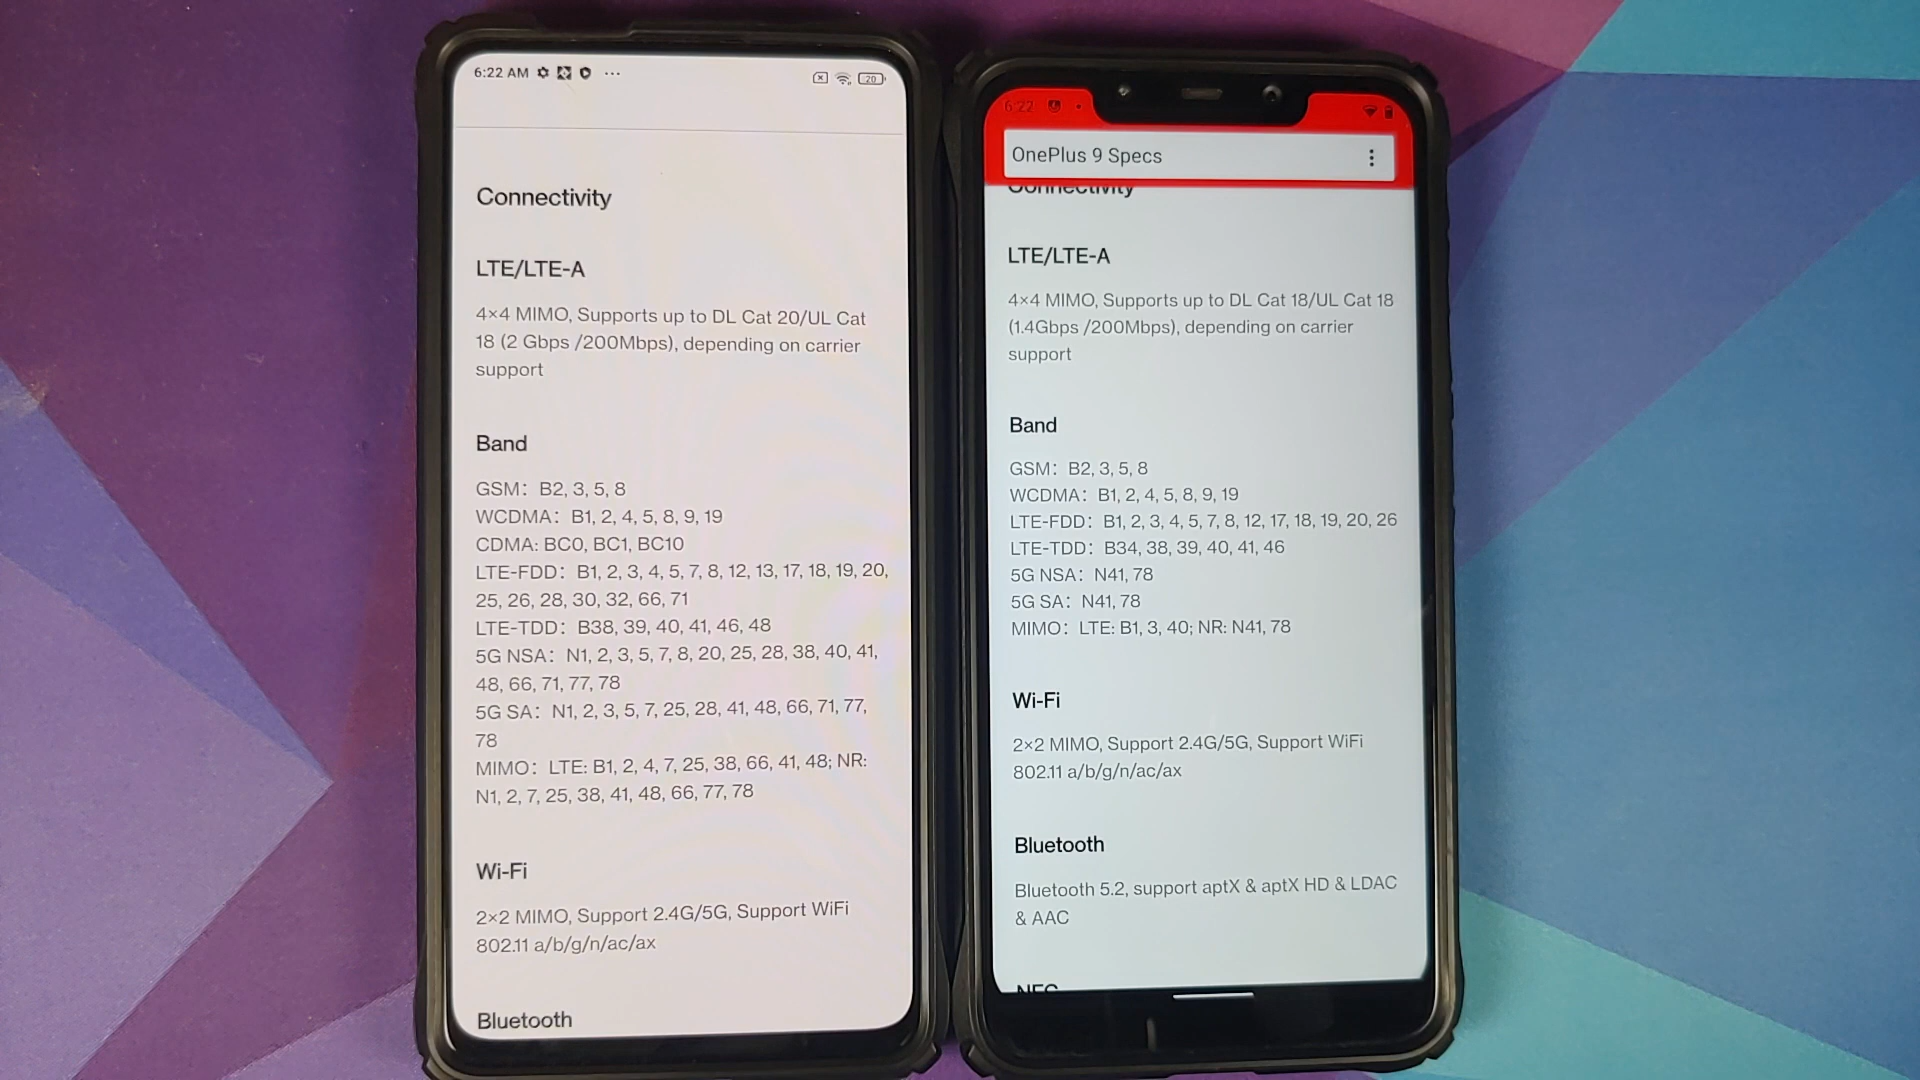 6:22 AM
20
Connectivity
LTE/LTE-A
4×4 MIMO, Supports up to DL Cat 20/UL Cat
18 (2 Gbps /200Mbps), depending on carrier
support
Band
GSM: B2, 3, 5, 8
WCDMA: B1, 2, 4, 5, 8, 9, 19
CDMA: BC0, BC1, BC10
LTE-FDD: B1, 2, 3, 4, 5, 7, 8, 12, 13, 17, 18, 19, 20,
25, 26, 28, 30, 32, 66, 71
LTE-TDD: B38, 39, 40, 41, 46, 48
5G NSA: N1, 2, 3, 5, 7, 8, 20, 25, 28, 38, 40, 41,
48, 66, 71, 77, 78
5G SA: N1, 2, 3, 5, 7, 25, 28, 41, 48, 66, 71, 77,
78
MIMO: LTE: B1, 2, 4, 7, 25, 38, 66, 41, 48; NR:
N1, 2, 7, 25, 38, 41, 48, 66, 77, 78
Wi-Fi
2×2 MIMO, Support 2.4G/5G, Support WiFi
802.11 a/b/g/n/ac/ax
Bluetooth
6:22
OnePlus 9 Specs
Connectivity
LTE/LTE-A
4×4 MIMO, Supports up to DL Cat 18/UL Cat 18
(1.4Gbps /200Mbps), depending on carrier
support
Band
GSM: B2, 3, 5, 8
WCDMA: B1, 2, 4, 5, 8, 9, 19
LTE-FDD: B1, 2, 3, 4, 5, 7, 8, 12, 17, 18, 19, 20, 26
LTE-TDD: B34, 38, 39, 40, 41, 46
5G NSA: N41, 78
5G SA: N41, 78
MIMO: LTE: B1, 3, 40; NR: N41, 78
Wi-Fi
2×2 MIMO, Support 2.4G/5G, Support WiFi
802.11 a/b/g/n/ac/ax
Bluetooth
Bluetooth 5.2, support aptX & aptX HD & LDAC
& AAC
NFC